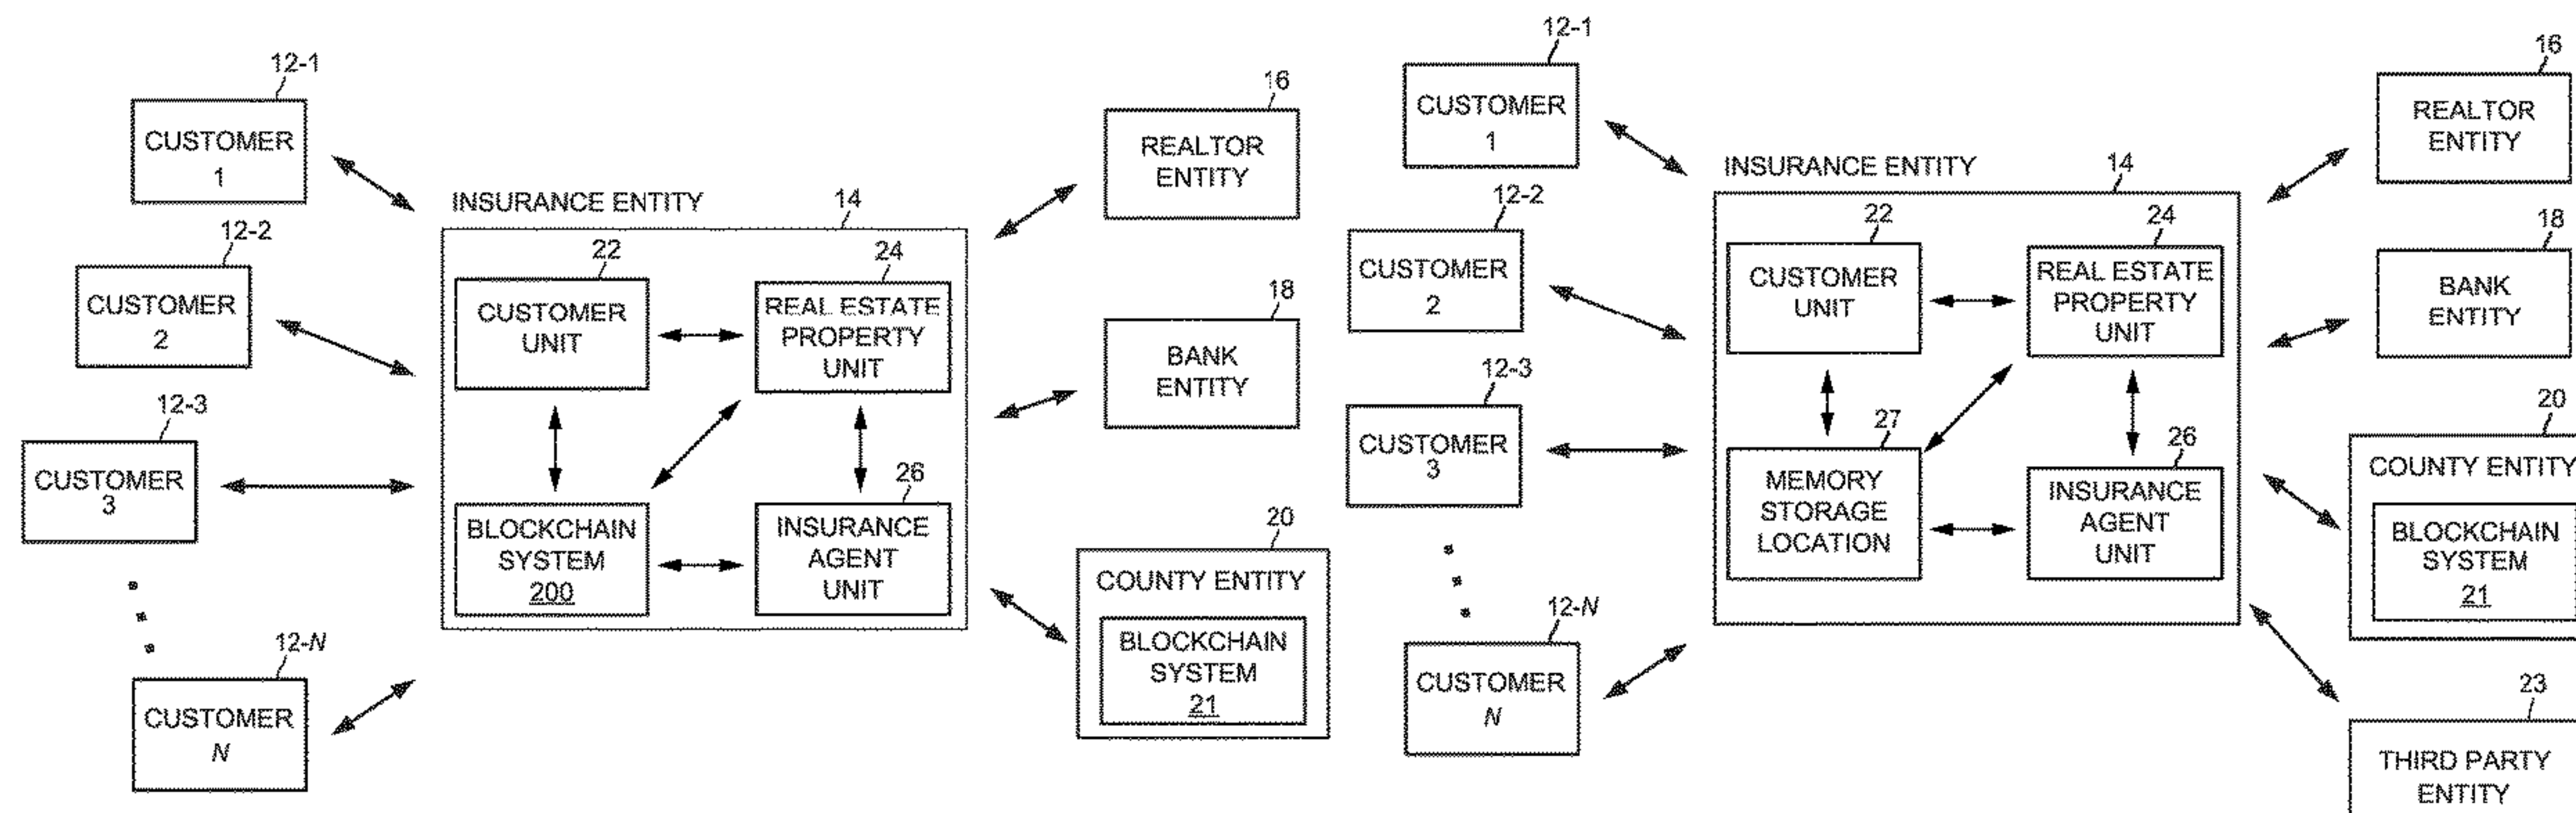 12-1
CUSTOMER
1
12-2
CUSTOMER
2
12-3
CUSTOMER
3
12-N
CUSTOMER
N
INSURANCE ENTITY
14
22
CUSTOMER
UNIT
24
REAL ESTATE
PROPERTY
UNIT
BLOCKCHAIN
SYSTEM
200
26
INSURANCE
AGENT
UNIT
16
REALTOR
ENTITY
18
BANK
ENTITY
20
COUNTY ENTITY
BLOCKCHAIN
SYSTEM
21
12-1
CUSTOMER
1
12-2
CUSTOMER
2
12-3
CUSTOMER
3
12-N
CUSTOMER
N
INSURANCE ENTITY
14
22
CUSTOMER
UNIT
24
REAL ESTATE
PROPERTY
UNIT
27
MEMORY
STORAGE
LOCATION
26
INSURANCE
AGENT
UNIT
16
REALTOR
ENTITY
18
BANK
ENTITY
20
COUNTY ENTITY
BLOCKCHAIN
SYSTEM
21
23
THIRD PARTY
ENTITY